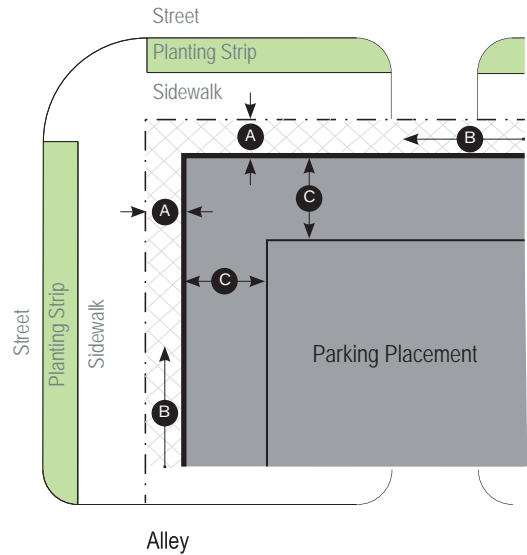 Street
Planting Strip
Sidewalk
A
B
A
C
C
Street
Planting Strip
Sidewalk
Parking Placement
B
Alley